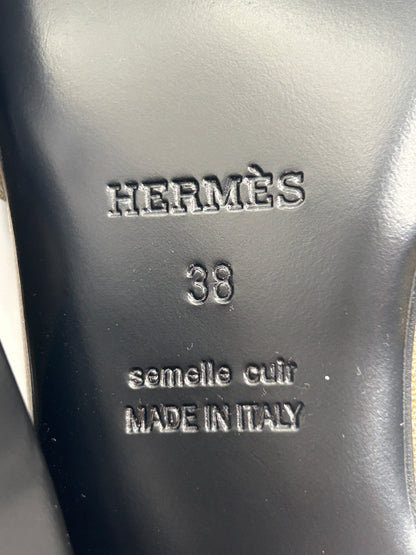 HERMÈS
38
semelle cuir
MADE IN ITALY